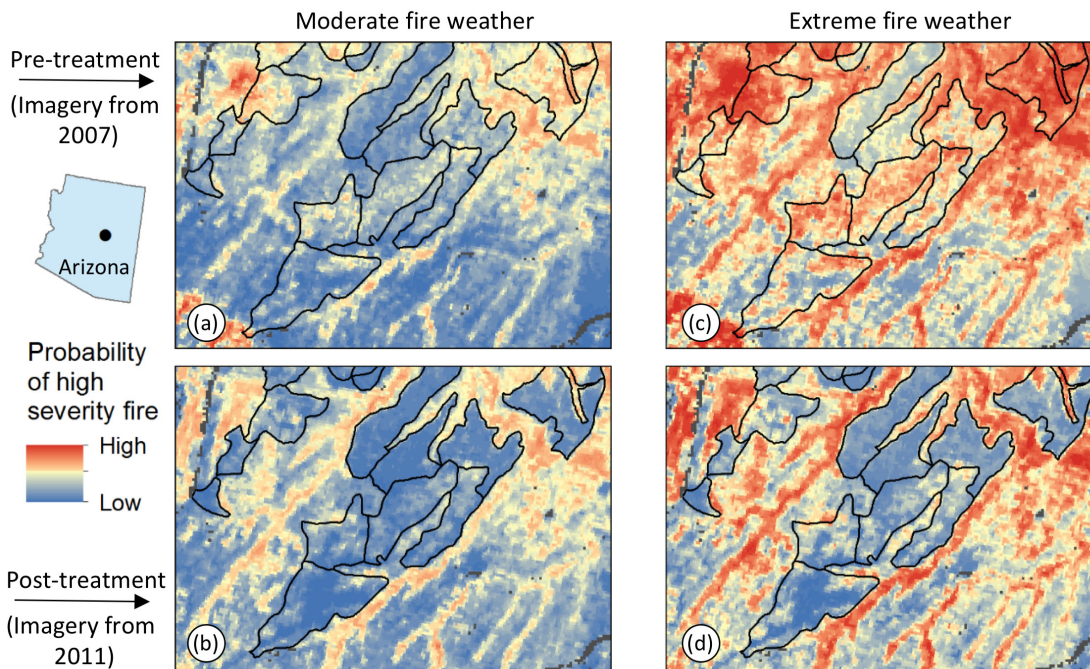 Moderate fire weather
Extreme fire weather
Pre-treatment
(Imagery from
2007)
Arizona
(a)
(c)
Probability
of high
severity fire
High
Low
Post-treatment
(Imagery from
2011)
(b)
(d)